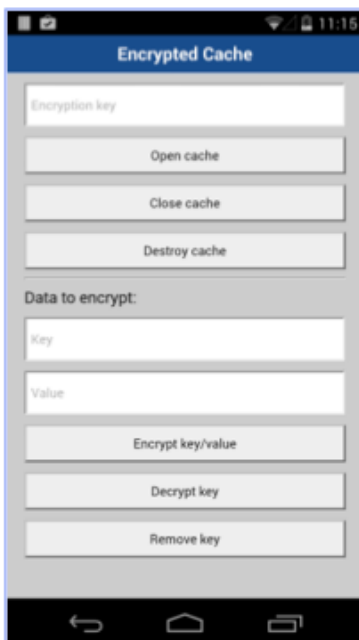 11:15
Encrypted Cache
Encryption key
Open cache
Close cache
Destroy cache
Data to encrypt:
Key
Value
Encrypt key/value
Decrypt key
Remove key